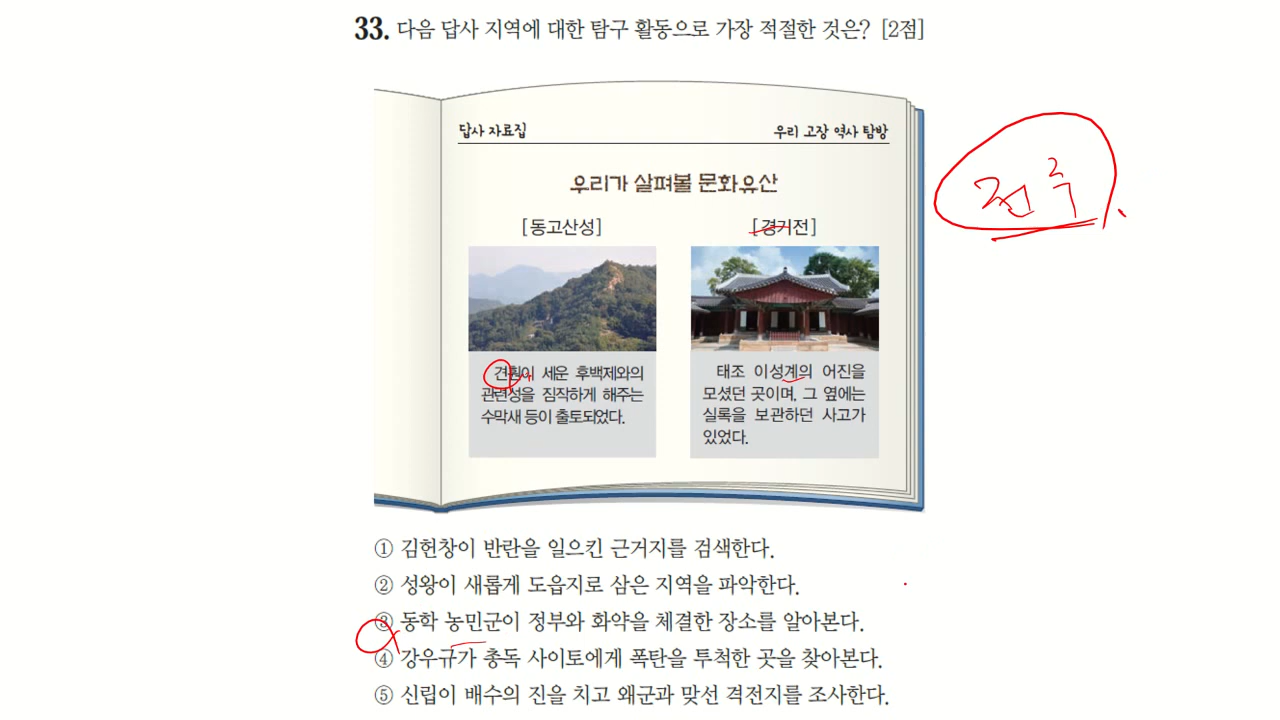 33. 다음 답사 지역에 대한 탐구 활동으로 가장 적절한 것은? [2점]
답사 자료집
우리 고장 역사 탐방
우리가 살펴볼 문화유산
[동고산성]
[경기전]
견훤이 세운 후백제와의
관련성을 짐작하게 해주는
수막새 등이 출토되었다.
태조 이성계의 어진을
모셨던 곳이며, 그 옆에는
실록을 보관하던 사고가
있었다.
전주
① 김헌창이 반란을 일으킨 근거지를 검색한다.
② 성왕이 새롭게 도읍지로 삼은 지역을 파악한다.
③ 동학 농민군이 정부와 화약을 체결한 장소를 알아본다.
④ 강우규가 총독 사이토에게 폭탄을 투척한 곳을 찾아본다.
⑤ 신립이 배수의 진을 치고 왜군과 맞선 격전지를 조사한다.